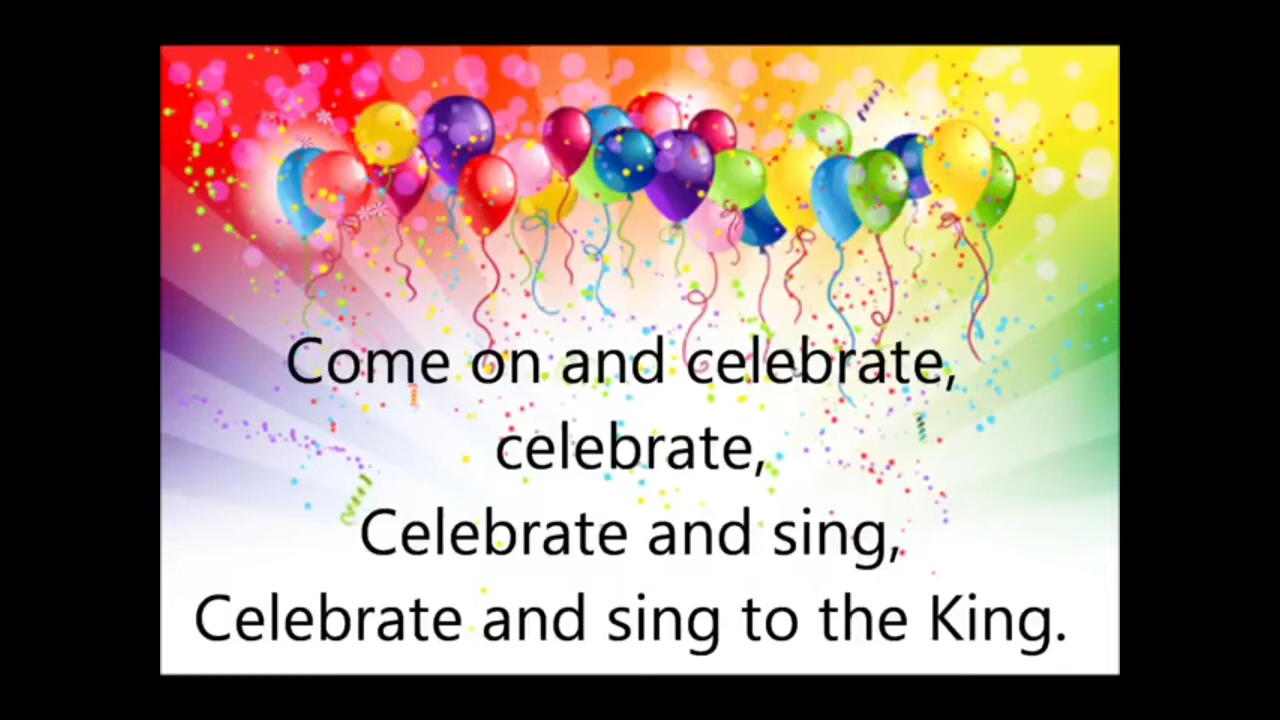 Come on and celebrate,
celebrate,
Celebrate and sing,
Celebrate and sing to the King.